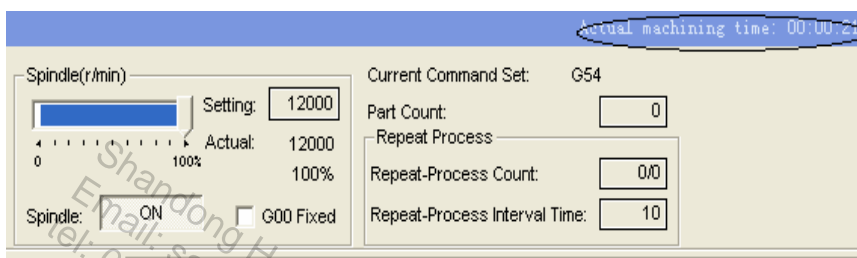 Actual machining time: 00:00:21
Spindle(r/min)
Setting: 12000
Actual: 12000
0 100%
100%
Spindle: ON G00 Fixed
Current Command Set: G54
Part Count: 0
Repeat Process
Repeat-Process Count: 0/0
Repeat-Process Interval Time: 10
Shandong H
Email:
tel: